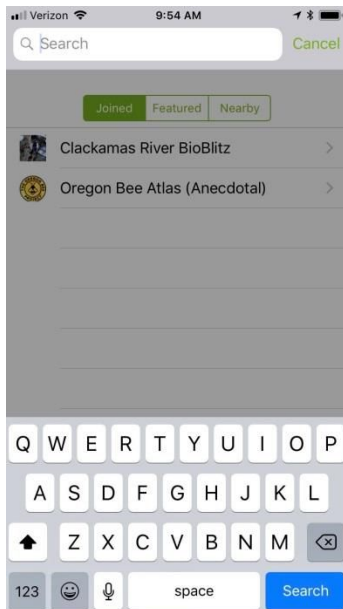 Verizon 9:54 AM
Search Cancel
Joined Featured Nearby
Clackamas River BioBlitz
Oregon Bee Atlas (Anecdotal)
Q W E R T Y U I O P
A S D F G H J K L
Z X C V B N M
123 space Search